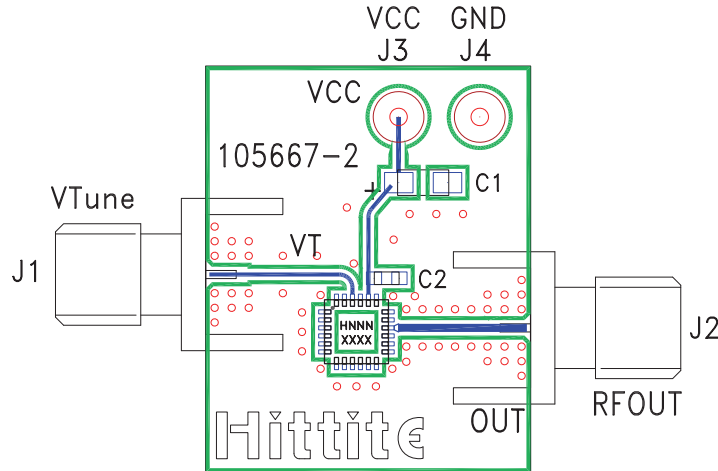 VCC GND
J3 J4
VCC
105667-2
C1
VTune
VT
J1
C2
HNNN
XXXX
J2
RFOUT
OUT
Hittite